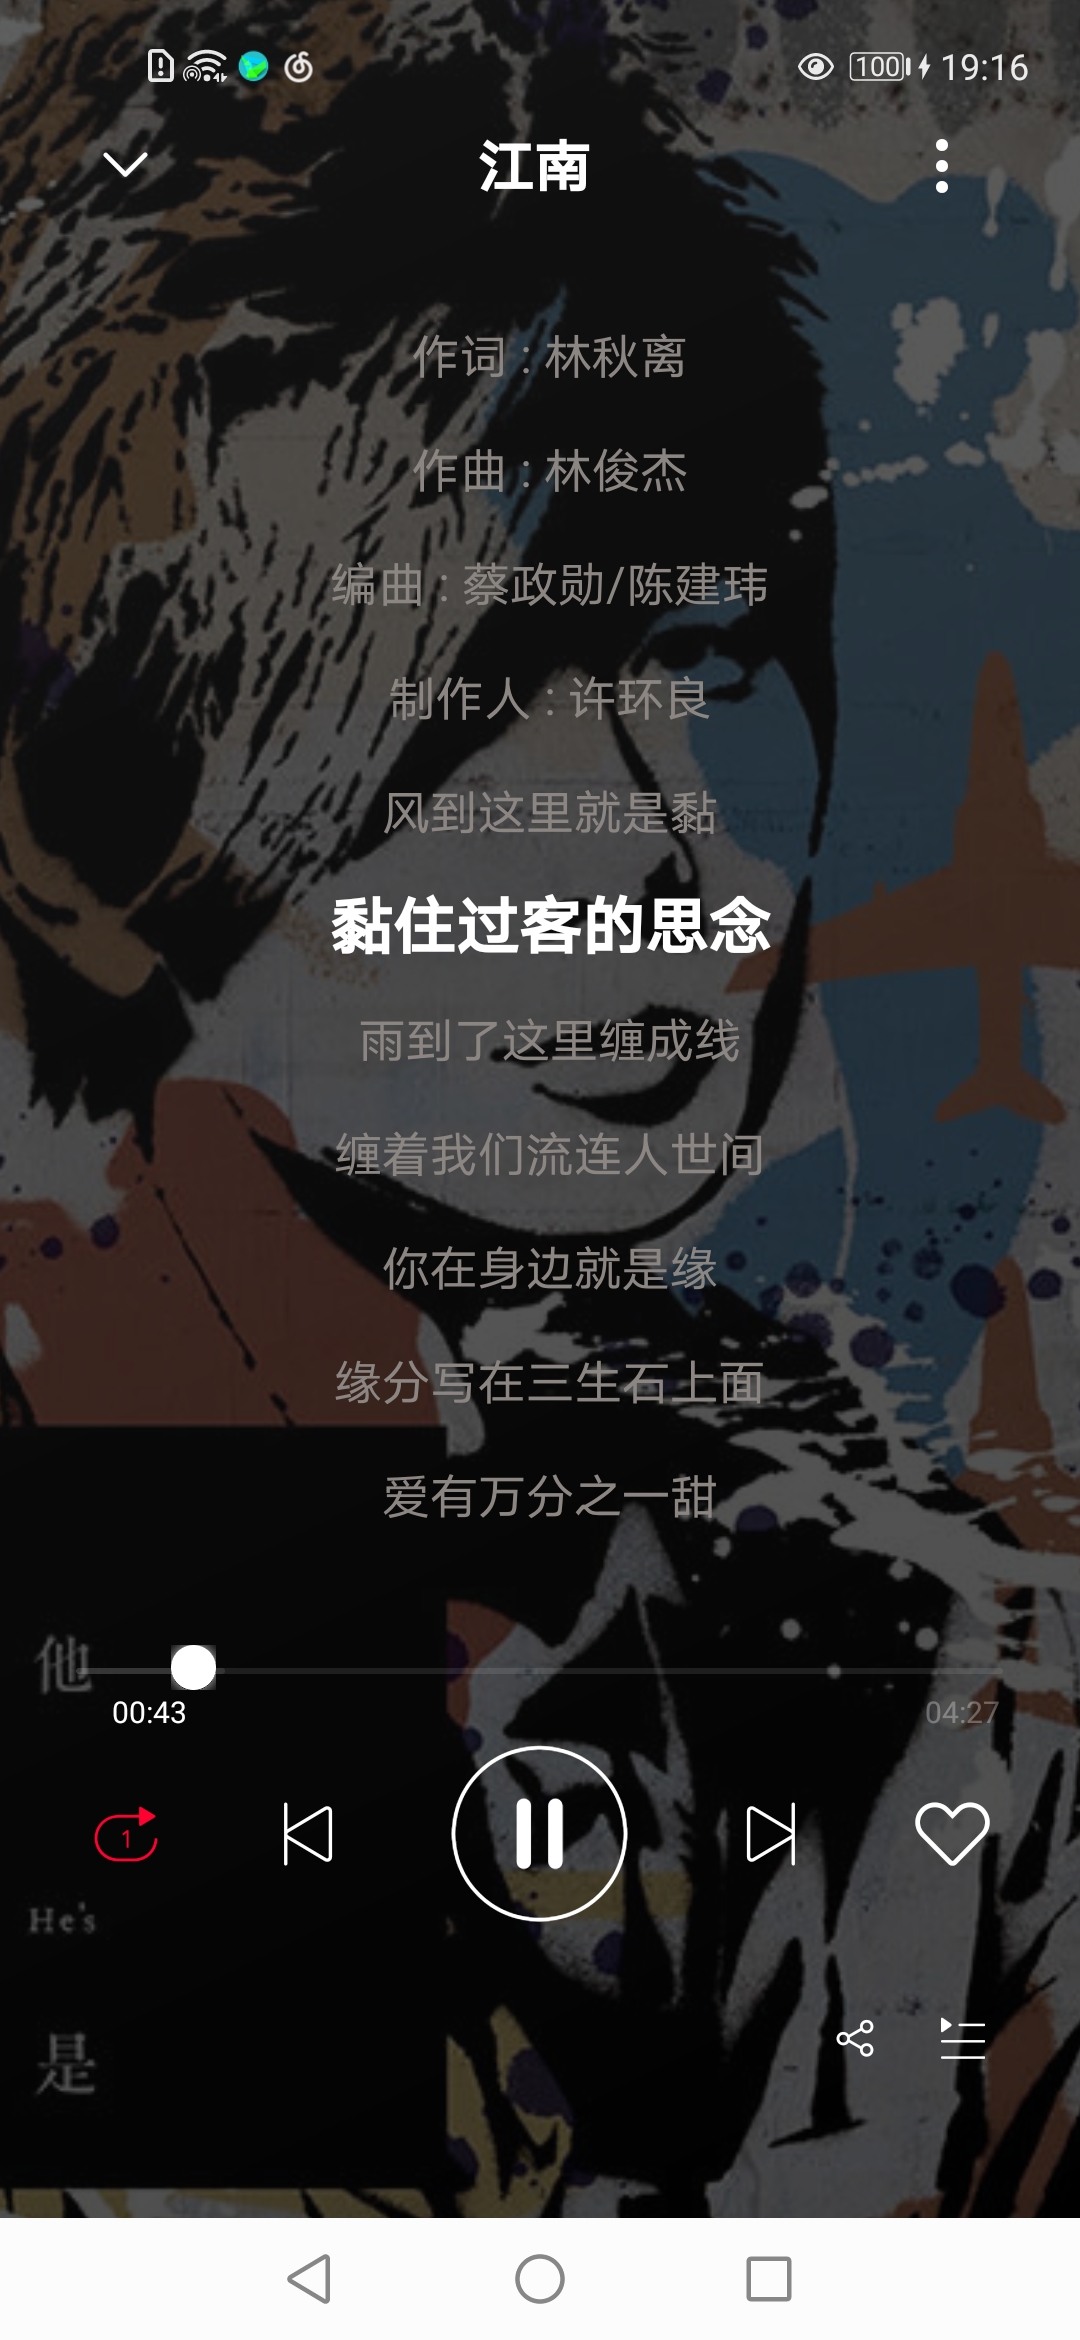 100 19:16
江南
作词 : 林秋离
作曲 : 林俊杰
编曲 : 蔡政勋/陈建玮
制作人 : 许环良
风到这里就是黏
黏住过客的思念
雨到了这里缠成线
缠着我们流连人世间
你在身边就是缘
缘分写在三生石上面
爱有万分之一甜
他
00:43 04:27
1
He's
是